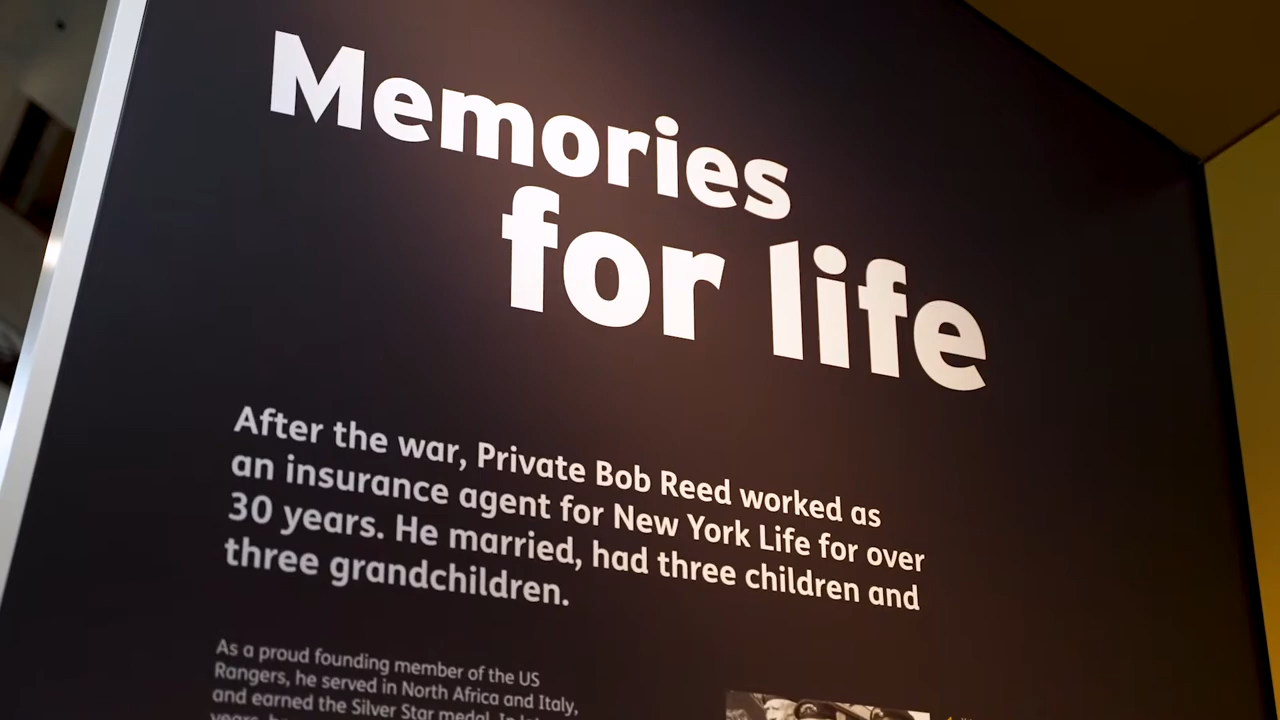 Memories
for life
After the war, Private Bob Reed worked as
an insurance agent for New York Life for over
30 years. He married, had three children and
three grandchildren.
As a proud founding member of the US
Rangers, he served in North Africa and Italy,
and earned the Silver Star medal. In